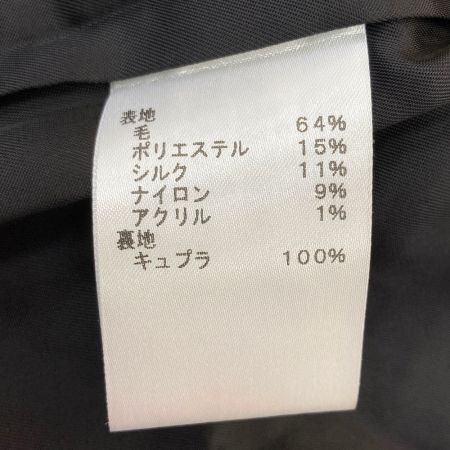 表地
毛 64%
ポリエステル 15%
シルク 11%
ナイロン 9%
アクリル 1%
裏地
キュプラ 100%